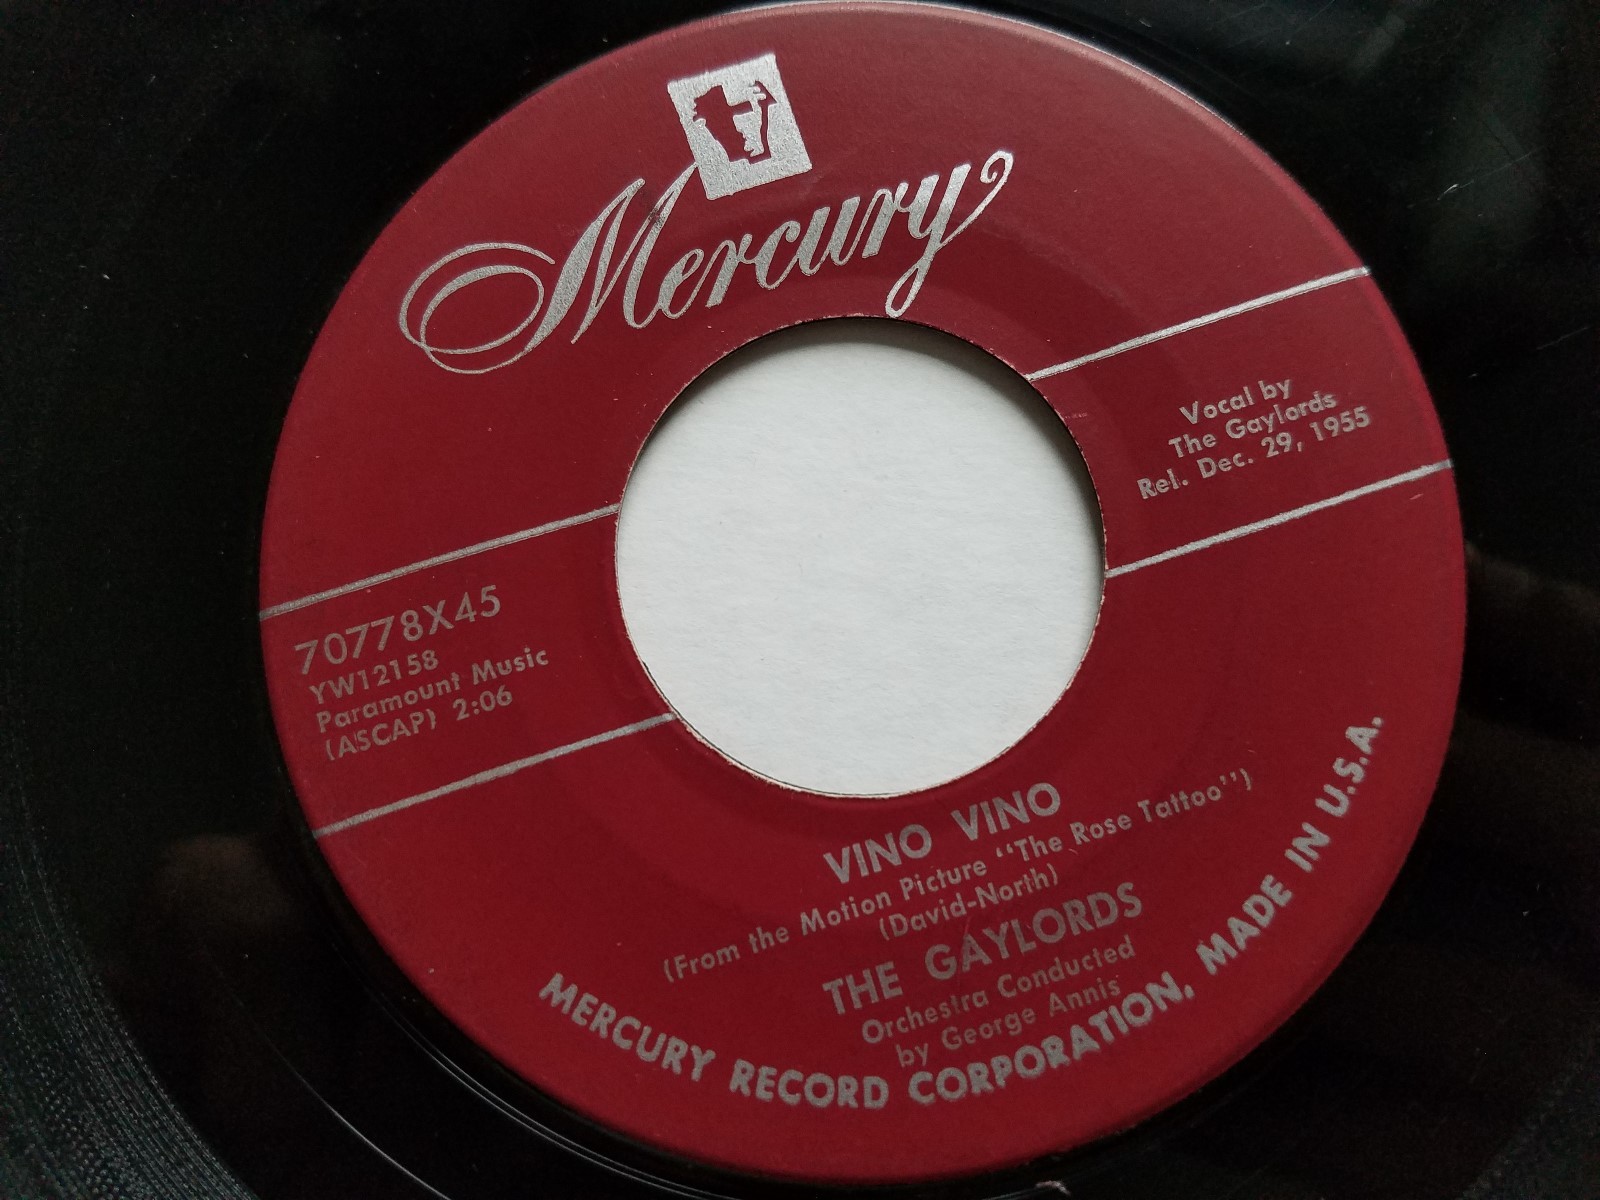 Mercury
Vocal by
The Gaylords
Rel. Dec. 29, 1955
70778X45
YW12158
Paramount Music
(ASCAP) 2:06
VINO VINO
(From the Motion Picture "The Rose Tattoo")
(David-North)
THE GAYLORDS
Orchestra Conducted
by George Annis
MERCURY RECORD CORPORATION, MADE IN U.S.A.